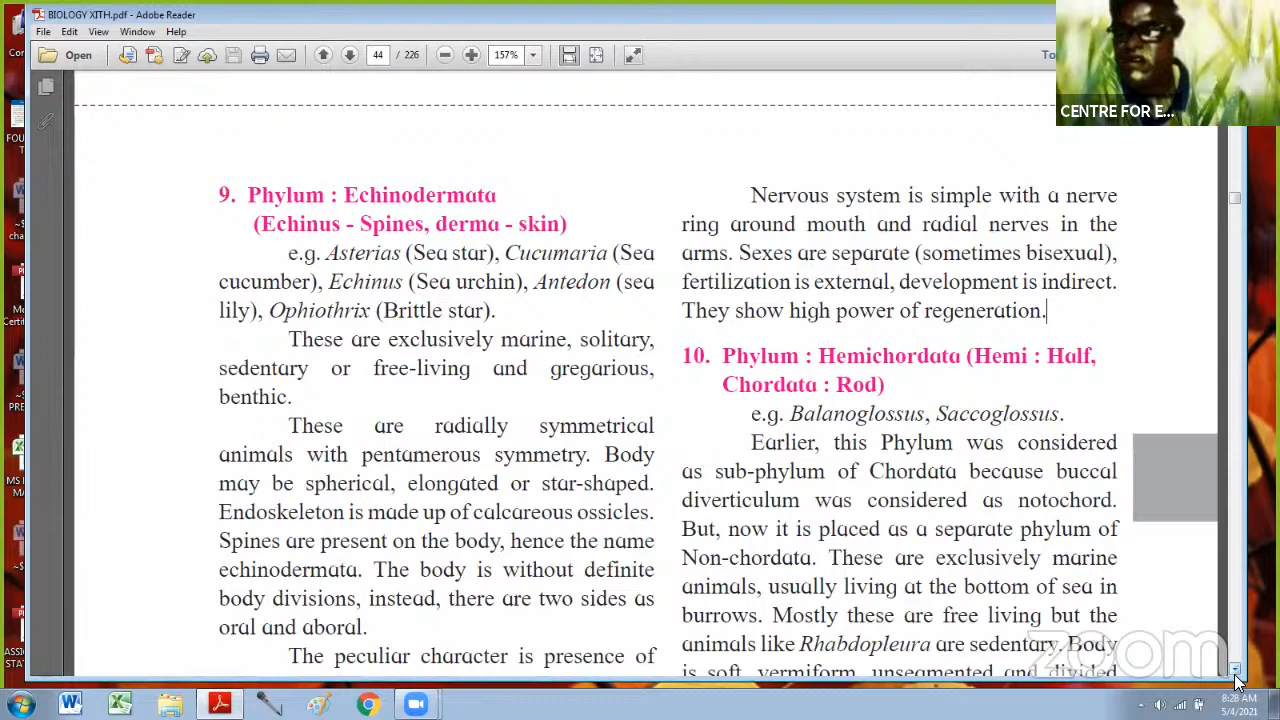 BIOLOGY XITH.pdf - Adobe Reader
File Edit View Window Help
Open
44 / 226
157%
CENTRE FOR E...
9. Phylum : Echinodermata
(Echinus - Spines, derma - skin)
e.g. Asterias (Sea star), Cucumaria (Sea
cucumber), Echinus (Sea urchin), Antedon (sea
lily), Ophiothrix (Brittle star).
These are exclusively marine, solitary,
sedentary or free-living and gregarious,
benthic.
These are radially symmetrical
animals with pentamerous symmetry. Body
may be spherical, elongated or star-shaped.
Endoskeleton is made up of calcareous ossicles.
Spines are present on the body, hence the name
echinodermata. The body is without definite
body divisions, instead, there are two sides as
oral and aboral.
The peculiar character is presence of
Nervous system is simple with a nerve
ring around mouth and radial nerves in the
arms. Sexes are separate (sometimes bisexual),
fertilization is external, development is indirect.
They show high power of regeneration.
10. Phylum : Hemichordata (Hemi : Half,
Chordata : Rod)
e.g. Balanoglossus, Saccoglossus.
Earlier, this Phylum was considered
as sub-phylum of Chordata because buccal
diverticulum was considered as notochord.
But, now it is placed as a separate phylum of
Non-chordata. These are exclusively marine
animals, usually living at the bottom of sea in
burrows. Mostly these are free living but the
animals like Rhabdopleura are sedentary. Body
is soft, vermiform, unsegmented and divided
zoom
8:28 AM
5/4/2021